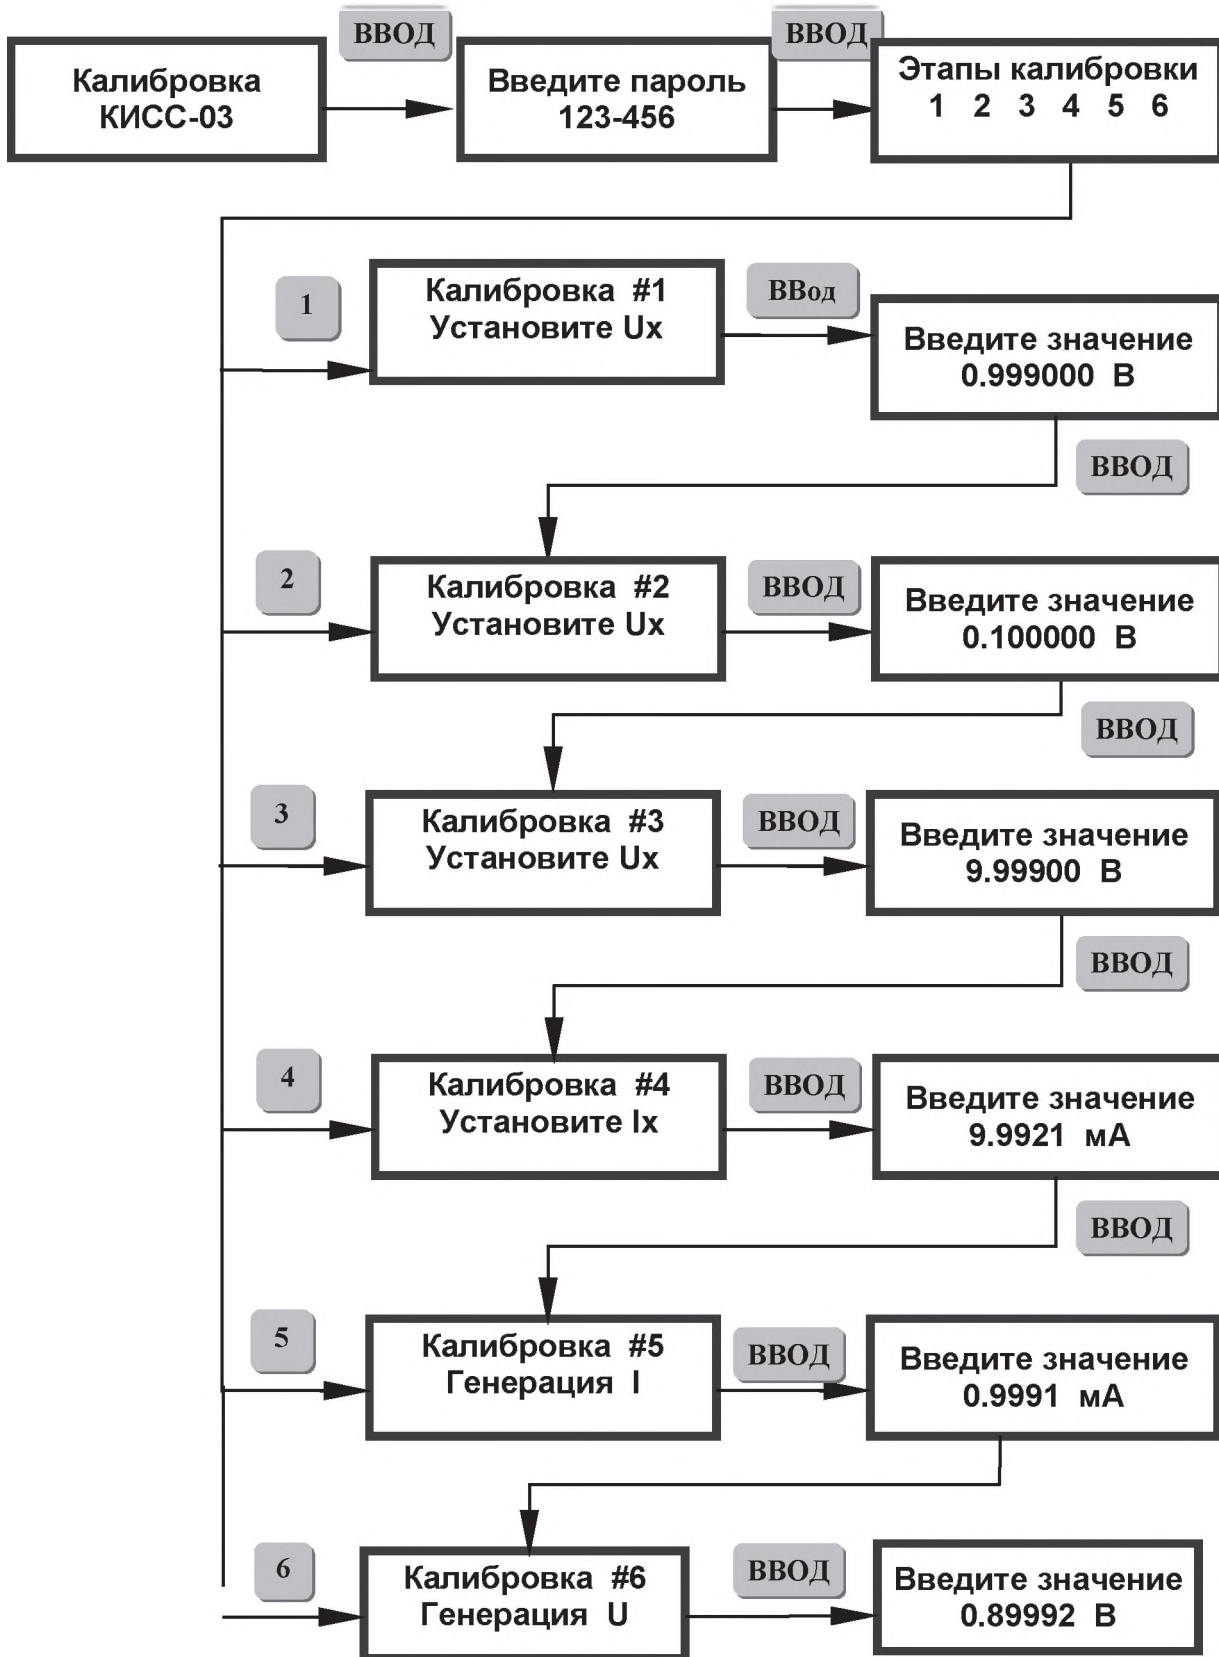 ВВОД
ВВОД
Калибровка
КИСС-03
Введите пароль
123-456
Этапы калибровки
1 2 3 4 5 6
1
Калибровка #1
Установите Ux
ВВод
Введите значение
0.999000 В
ВВОД
2
Калибровка #2
Установите Ux
ВВОД
Введите значение
0.100000 В
ВВОД
3
Калибровка #3
Установите Ux
ВВОД
Введите значение
9.99900 В
ВВОД
4
Калибровка #4
Установите Ix
ВВОД
Введите значение
9.9921 мА
ВВОД
5
Калибровка #5
Генерация I
ВВОД
Введите значение
0.9991 мА
6
Калибровка #6
Генерация U
ВВОД
Введите значение
0.89992 В